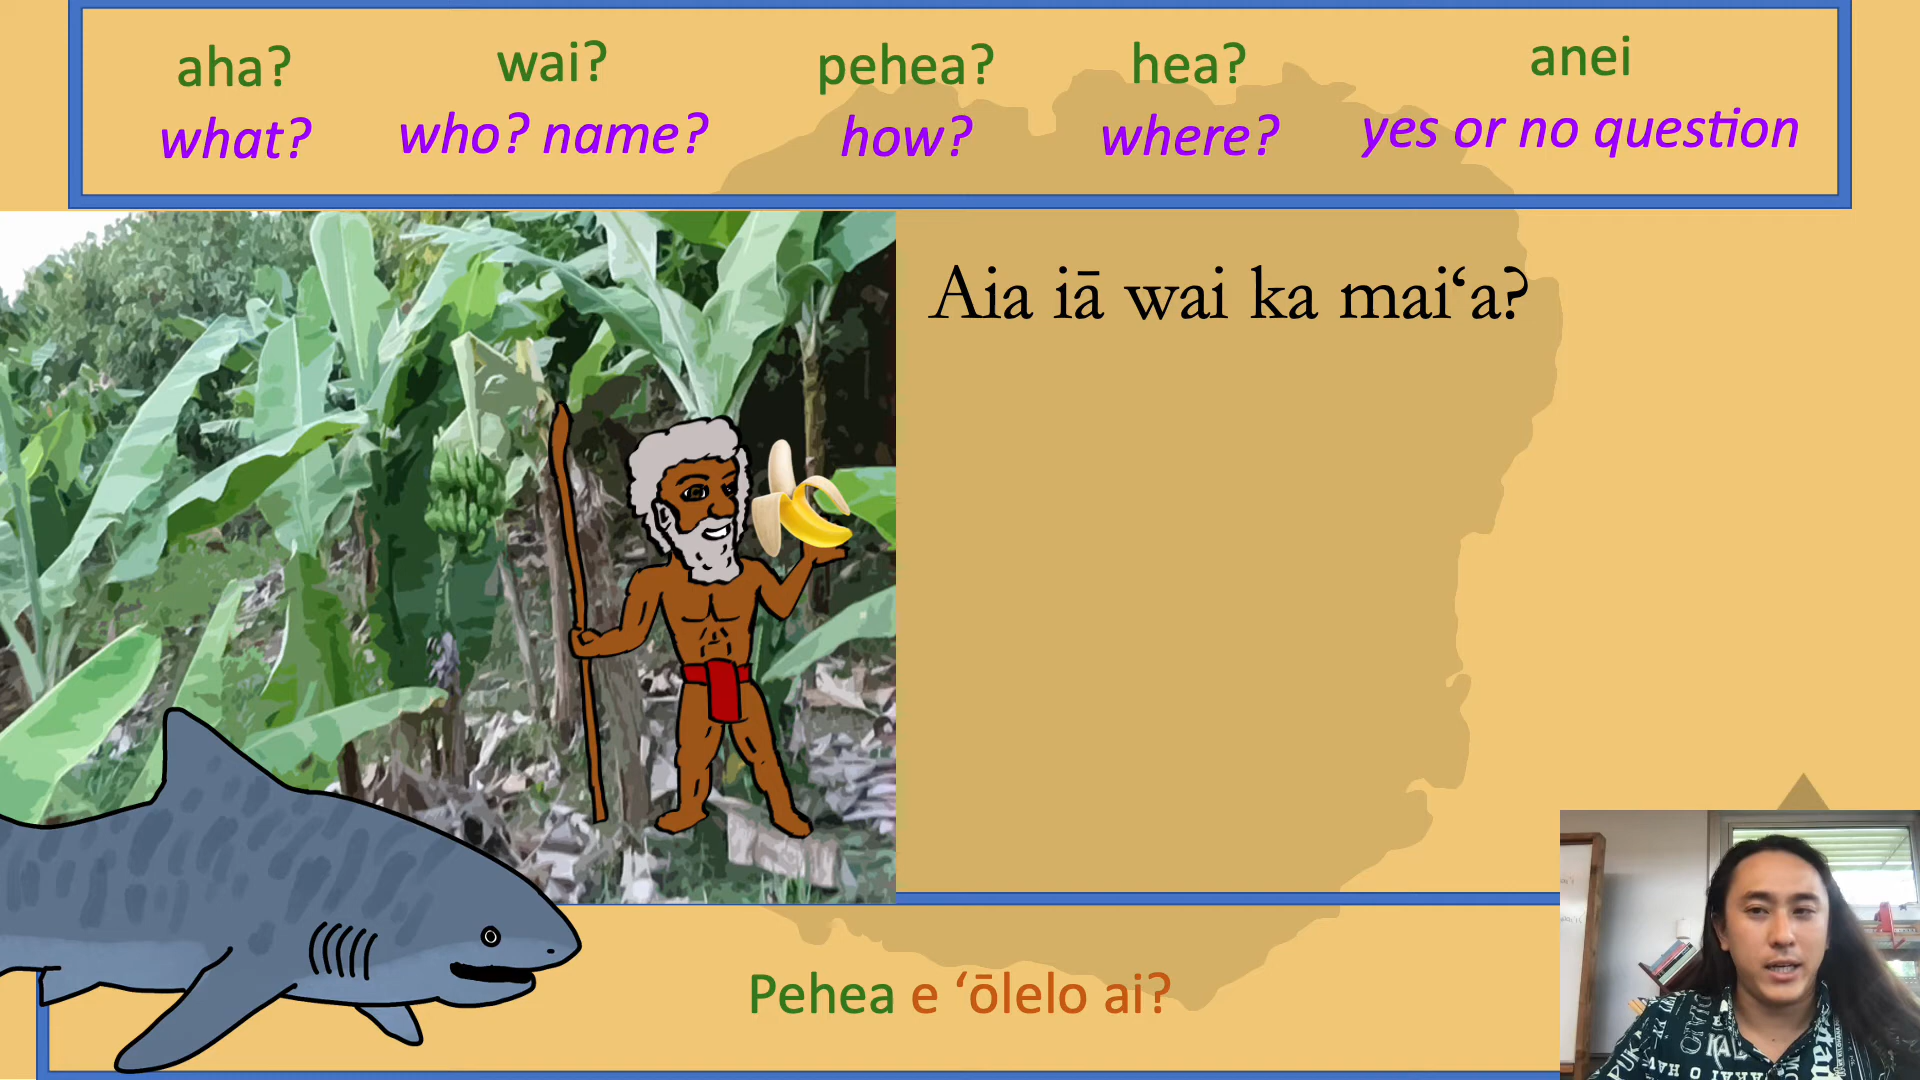 aha? wai? pehea? hea? anei
what? who? name? how? where? yes or no question
Aia iā wai ka maiʻa?
Pehea e ʻōlelo ai?